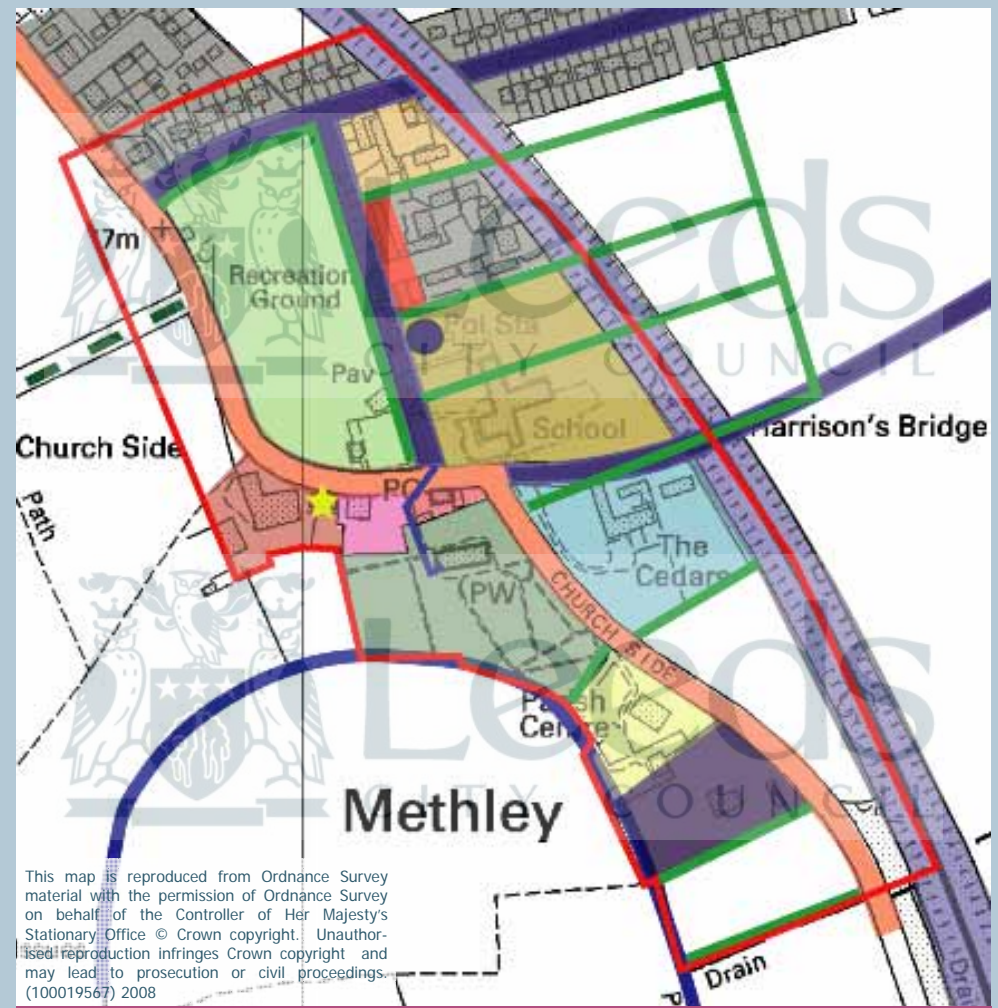 Leeds
CITY COUNCIL
7m
Recreation
Ground
Pol Sta
Pav
School
Church Side
Harrison's Bridge
Path
PC
The
Cedars
PW
CHURCH SIDE
Parish
Centre
Leeds
CITY COUNCIL
Methley
This map is reproduced from Ordnance Survey
material with the permission of Ordnance Survey
on behalf of the Controller of Her Majesty's
Stationary Office © Crown copyright. Unauthor-
ised reproduction infringes Crown copyright and
may lead to prosecution or civil proceedings.
(100019567) 2008
Drain